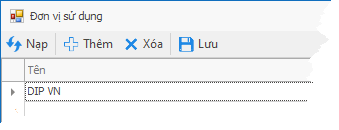 Đơn vị sử dụng
Nạp Thêm Xóa Lưu
Tên
DIP VN